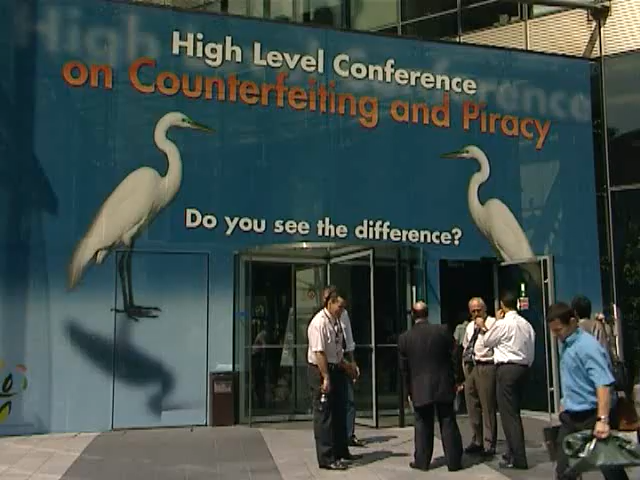 High Level Conference
on Counterfeiting and Piracy
Do you see the difference?